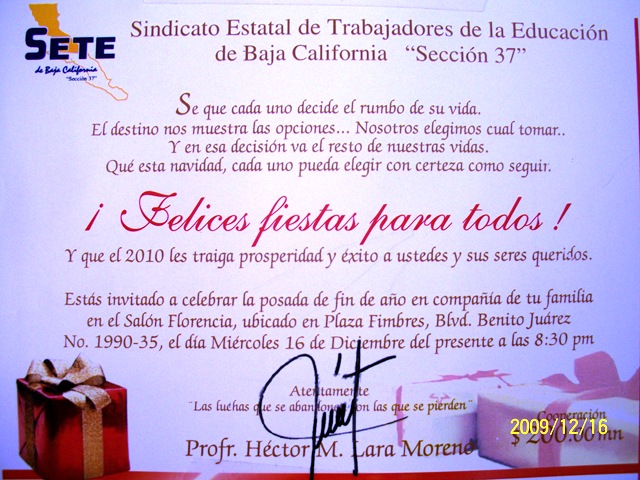 SETE
de Baja California
"Sección 37"
Sindicato Estatal de Trabajadores de la Educación
de Baja California "Sección 37"
Se que cada uno decide el rumbo de su vida.
El destino nos muestra las opciones... Nosotros elegimos cual tomar..
Y en esa decisión va el resto de nuestras vidas.
Qué esta navidad, cada uno pueda elegir con certeza como seguir.
¡ Felices fiestas para todos !
Y que el 2010 les traiga prosperidad y éxito a ustedes y sus seres queridos.
Estás invitado a celebrar la posada de fin de año en compañía de tu familia
en el Salón Florencia, ubicado en Plaza Fimbres, Blvd. Benito Juárez
No. 1990-35, el día Miércoles 16 de Diciembre del presente a las 8:30 pm
Atentamente
"Las luchas que se abandonan son las que se pierden"
Profr. Héctor M. Lara Moreno
Cooperación
$ 200.00 mn
2009/12/16